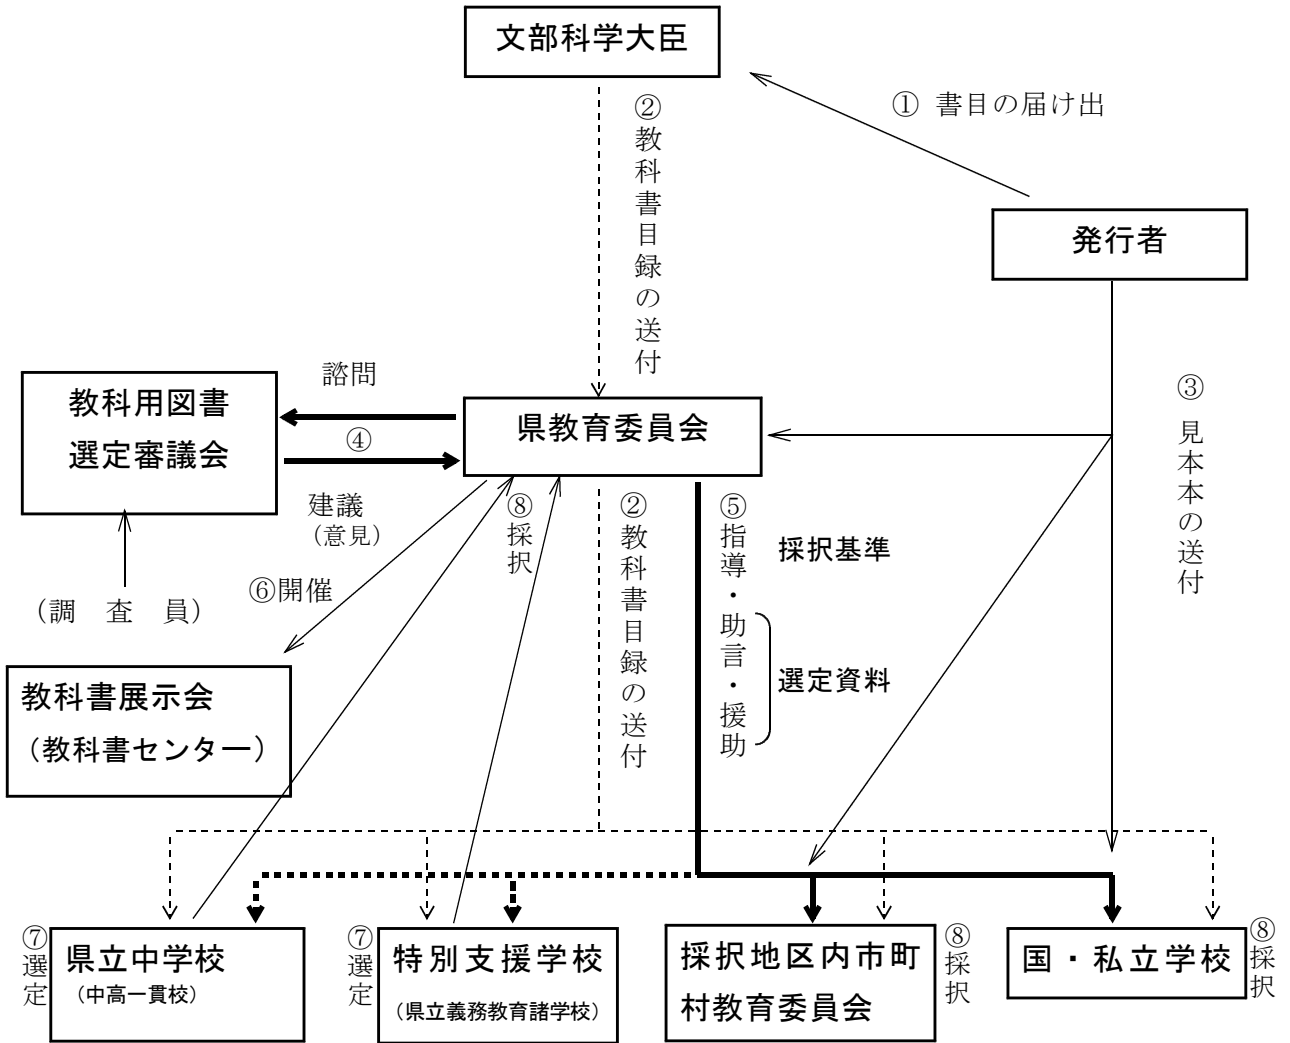 文部科学大臣
① 書目の届け出
②教科書目録の送付
発行者
諮問
教科用図書
選定審議会
④
県教育委員会
③ 見本本の送付
建議
（意見）
⑧採択
②教科書目録の送付
⑤指導・助言・援助
採択基準
選定資料
（調 査 員）
⑥開催
教科書展示会
（教科書センター）
⑦選定
県立中学校
（中高一貫校）
⑦選定
特別支援学校
（県立義務教育諸学校）
採択地区内市町
村教育委員会
⑧採択
国・私立学校
⑧採択